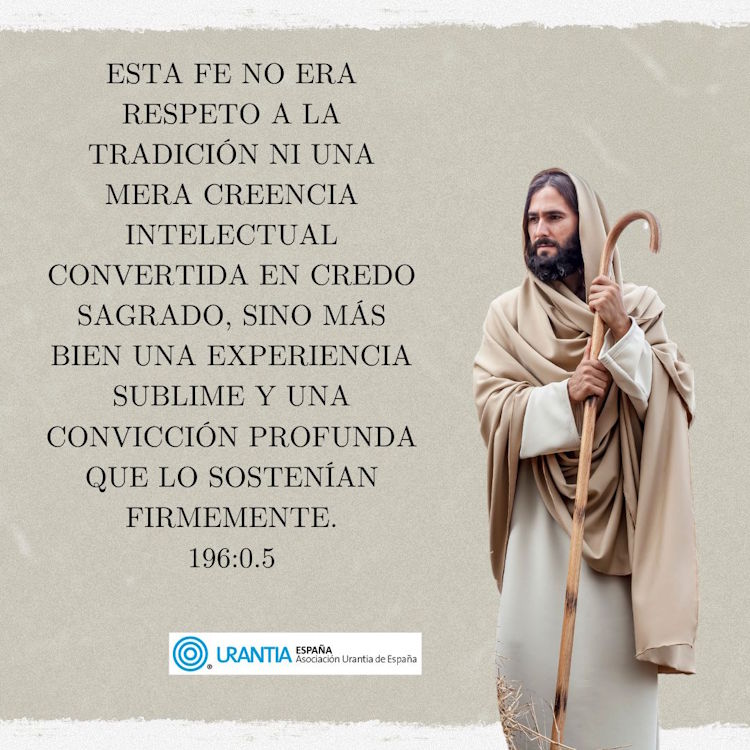 ESTA FE NO ERA
RESPETO A LA
TRADICIÓN NI UNA
MERA CREENCIA
INTELECTUAL
CONVERTIDA EN CREDO
SAGRADO, SINO MÁS
BIEN UNA EXPERIENCIA
SUBLIME Y UNA
CONVICCIÓN PROFUNDA
QUE LO SOSTENÍAN
FIRMEMENTE.
196:0.5
® URANTIA ESPAÑA
Asociación Urantia de España